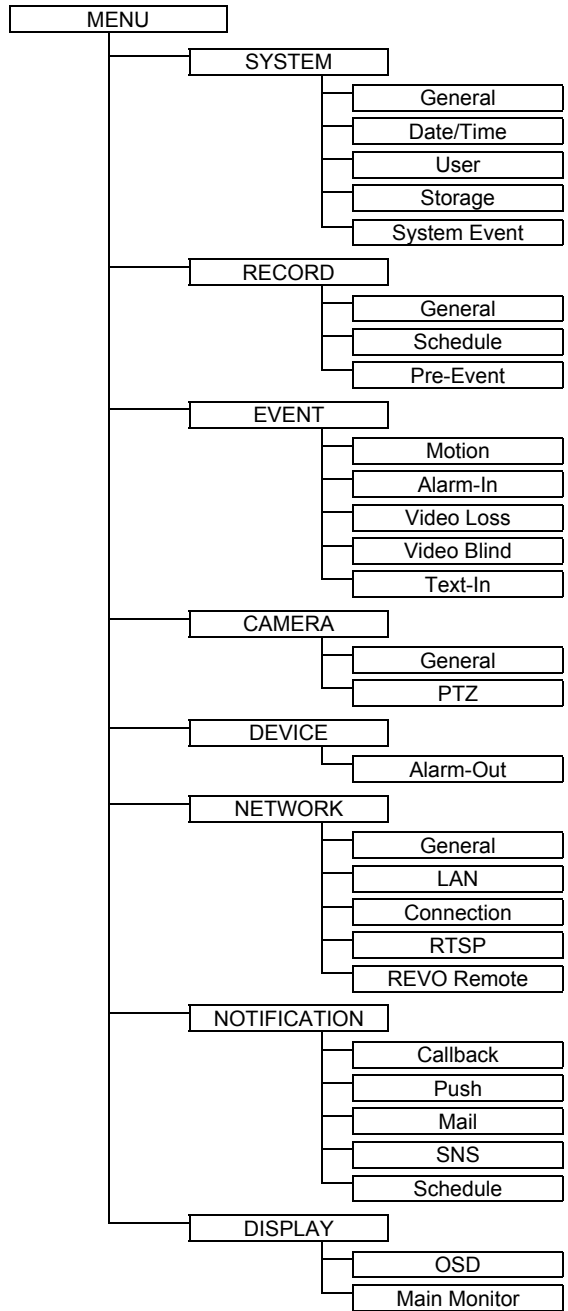 MENU
SYSTEM
General
Date/Time
User
Storage
System Event
RECORD
General
Schedule
Pre-Event
EVENT
Motion
Alarm-In
Video Loss
Video Blind
Text-In
CAMERA
General
PTZ
DEVICE
Alarm-Out
NETWORK
General
LAN
Connection
RTSP
REVO Remote
NOTIFICATION
Callback
Push
Mail
SNS
Schedule
DISPLAY
OSD
Main Monitor